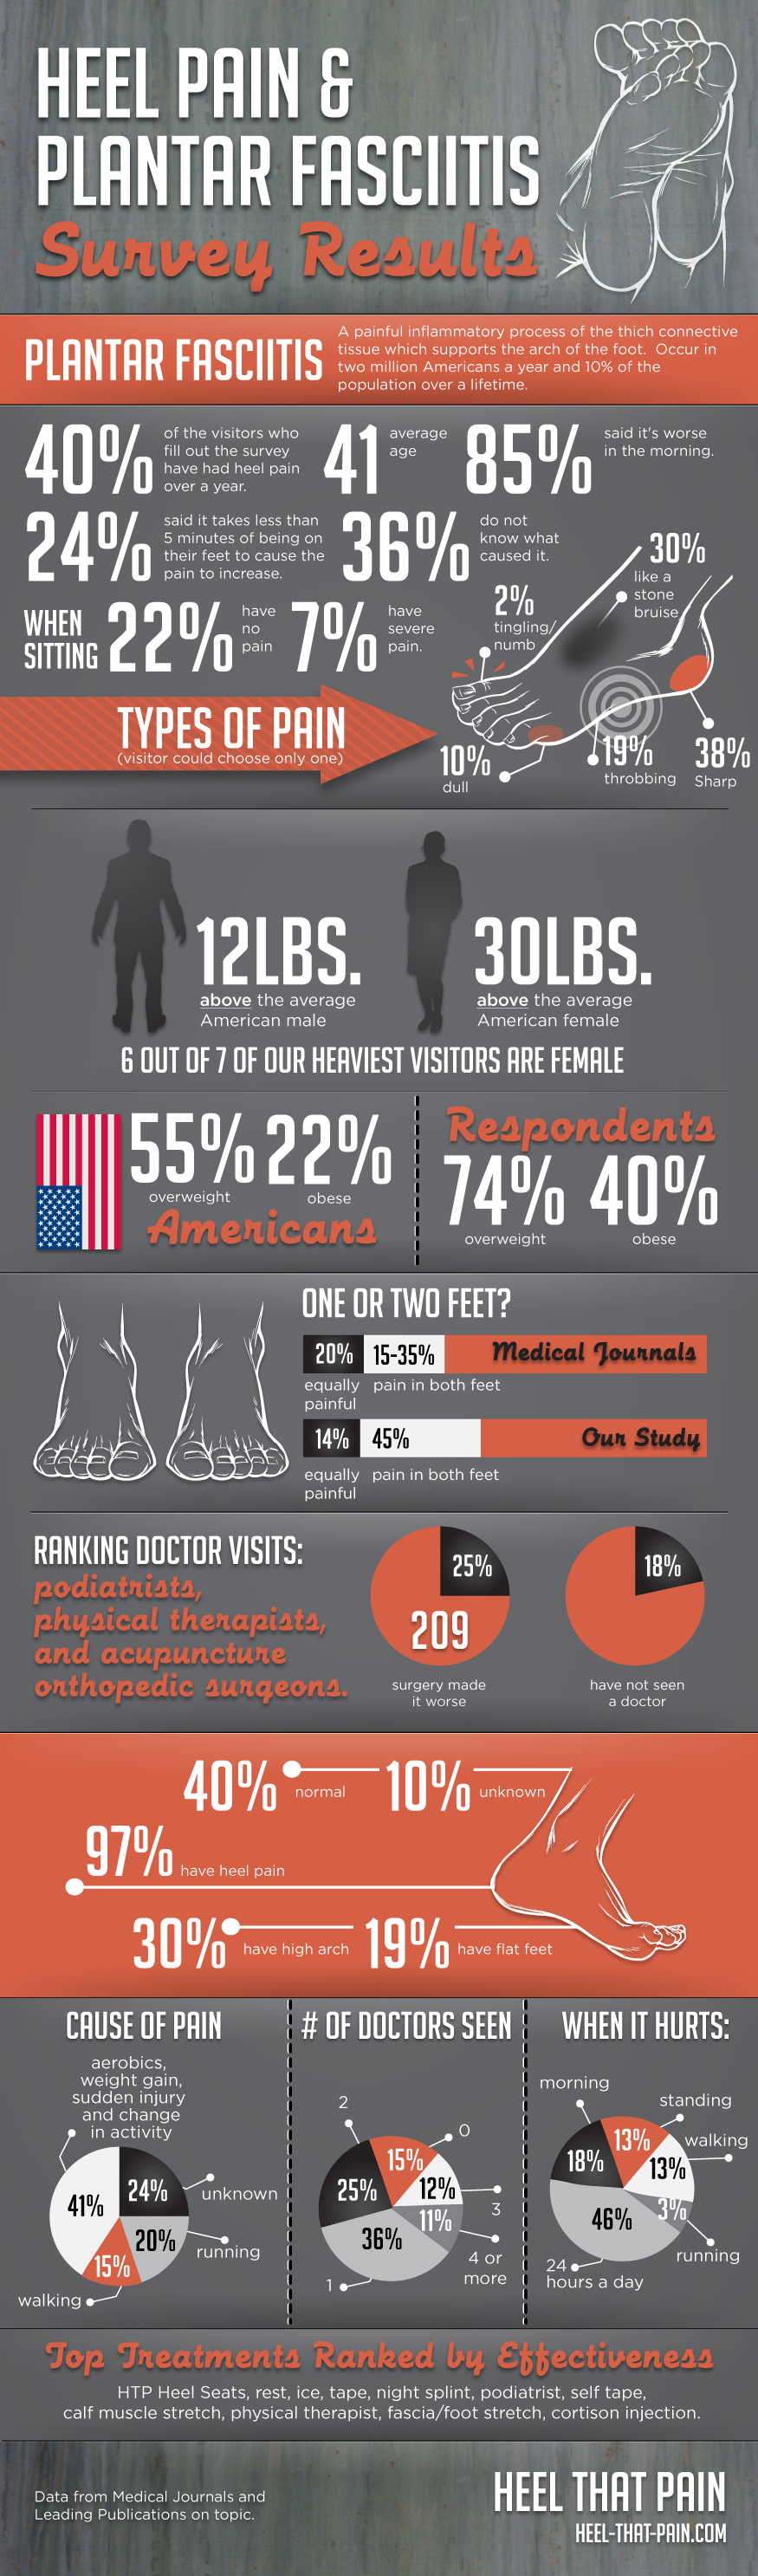 HEEL PAIN &
PLANTAR FASCIITIS
Survey Results
PLANTAR FASCIITIS
A painful inflammatory process of the thich connective
tissue which supports the arch of the foot.  Occur in
two million Americans a year and 10% of the
population over a lifetime.
40%
of the visitors who
fill out the survey
have had heel pain
over a year.
41
average
age
85%
said it's worse
in the morning.
24%
said it takes less than
5 minutes of being on
their feet to cause the
pain to increase.
36%
do not
know what
caused it.
WHEN
SITTING
22%
have
no
pain
7%
have
severe
pain.
30%
like a
stone
bruise
2%
tingling/
numb
TYPES OF PAIN
(visitor could choose only one)
10%
dull
19%
throbbing
38%
Sharp
12LBS.
above the average
American male
30LBS.
above the average
American female
6 OUT OF 7 OF OUR HEAVIEST VISITORS ARE FEMALE
55%
overweight
22%
obese
Americans
Respondents
74%
overweight
40%
obese
ONE OR TWO FEET?
20% 15-35% Medical Journals
equally
painful
pain in both feet
14% 45% Our Study
equally
painful
pain in both feet
RANKING DOCTOR VISITS:
podiatrists,
physical therapists,
and acupuncture
orthopedic surgeons.
25%
209
surgery made
it worse
18%
have not seen
a doctor
40%
normal
10%
unknown
97%
have heel pain
30%
have high arch
19%
have flat feet
CAUSE OF PAIN
aerobics,
weight gain,
sudden injury
and change
in activity
41%
24%
unknown
20%
running
15%
walking
# OF DOCTORS SEEN
2
0
15%
25%
12%
3
11%
36%
4 or
more
1
WHEN IT HURTS:
morning
standing
walking
13%
18%
13%
3%
46%
running
24
hours a day
Top Treatments Ranked by Effectiveness
HTP Heel Seats, rest, ice, tape, night splint, podiatrist, self tape,
calf muscle stretch, physical therapist, fascia/foot stretch, cortison injection.
Data from Medical Journals and
Leading Publications on topic.
HEEL THAT PAIN
HEEL-THAT-PAIN.COM